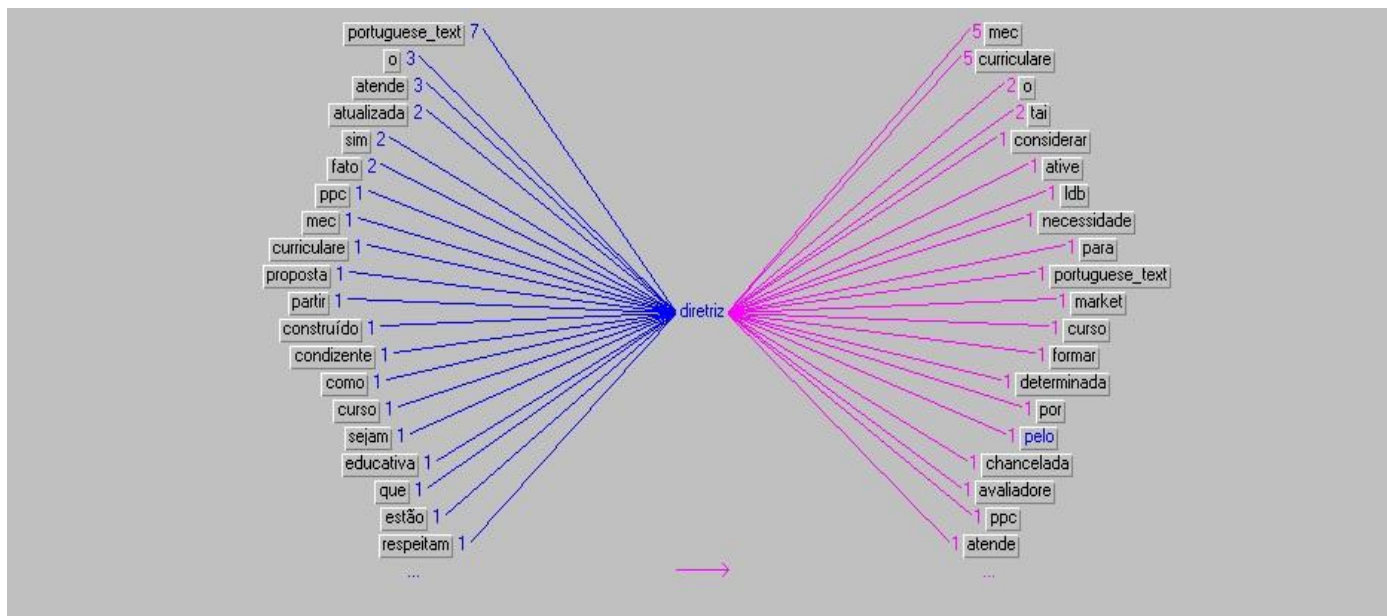 portuguese_text 7
o 3
atende 3
atualizada 2
sim 2
fato 2
ppc 1
mec 1
curriculare 1
proposta 1
partir 1
construído 1
condizente 1
como 1
curso 1
sejam 1
educativa 1
que 1
estão 1
respeitam 1
...
diretriz
5 mec
5 curriculare
2 o
2 tai
1 considerar
1 ative
1 ldb
1 necessidade
1 para
1 portuguese_text
1 market
1 curso
1 formar
1 determinada
1 por
1 pelo
1 chancelada
1 avaliadore
1 ppc
1 atende
...